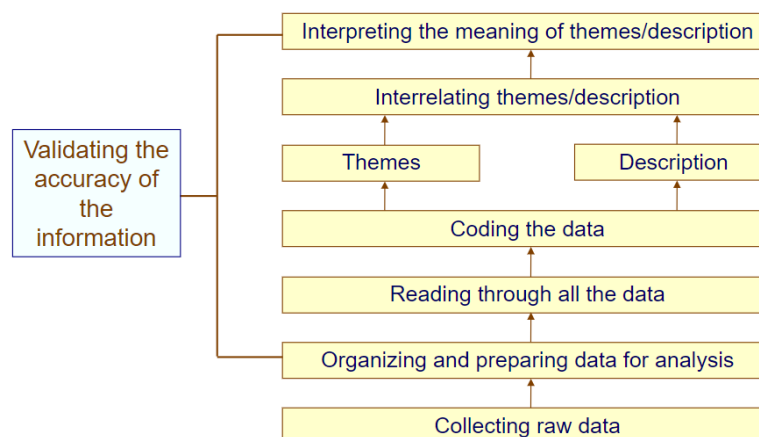 Interpreting the meaning of themes/description
Interrelating themes/description
Validating the
accuracy of
the
information
Themes
Description
Coding the data
Reading through all the data
Organizing and preparing data for analysis
Collecting raw data